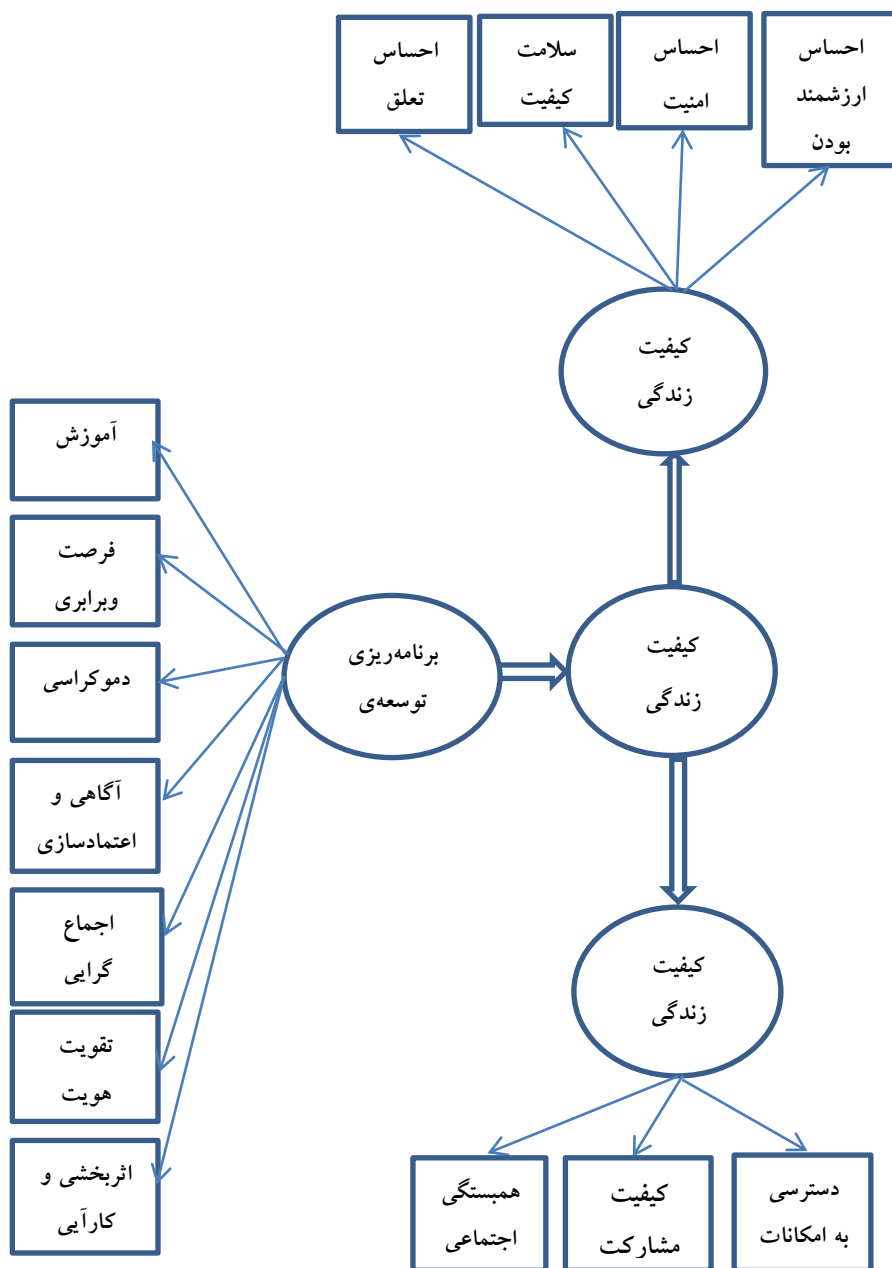 احساس
ارزشمند
بودن
احساس
امنیت
سلامت
کیفیت
احساس
تعلق
کیفیت
زندگی
کیفیت
زندگی
برنامه‌ریزی
توسعه‌ی
آموزش
فرصت
وبرابری
دموکراسی
آگاهی و
اعتمادسازی
اجماع
گرایی
تقویت
هویت
اثربخشی و
کارآیی
کیفیت
زندگی
دسترسی
به امکانات
کیفیت
مشارکت
همبستگی
اجتماعی